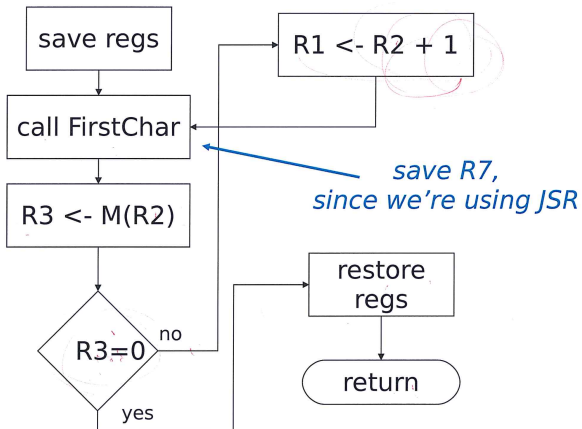 save regs
R1 <- R2 + 1
call FirstChar
save R7,
since we’re using JSR
R3 <- M(R2)
restore
regs
no
R3=0
return
yes